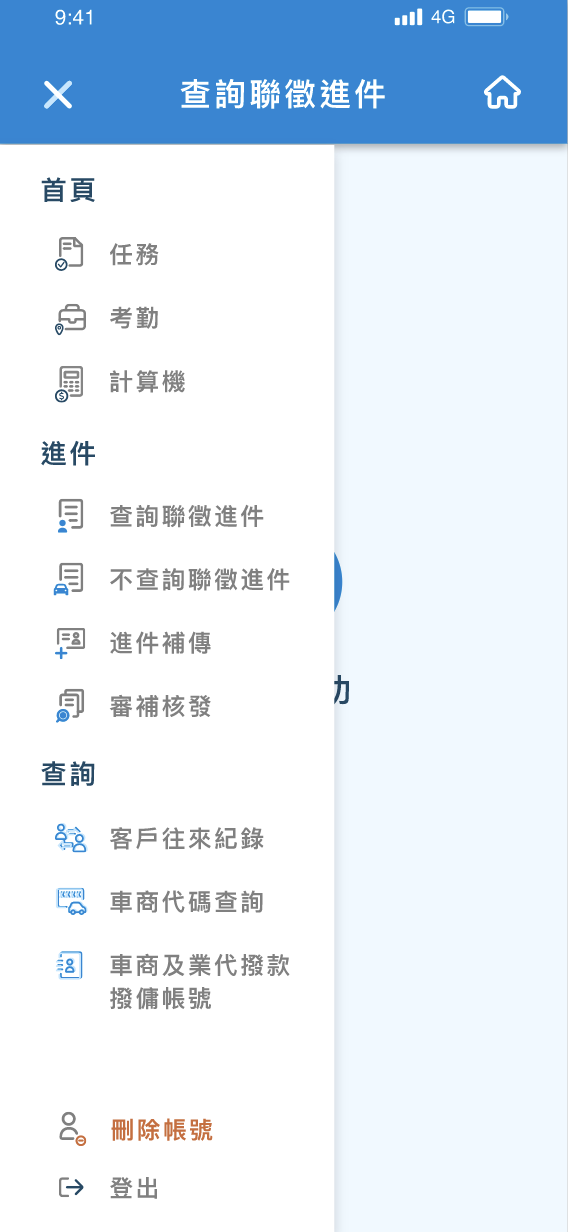 9:41
4G
查詢聯徵進件
首頁
任務
考勤
計算機
進件
查詢聯徵進件
不查詢聯徵進件
進件補傳
審補核發
查詢
客戶往來紀錄
車商代碼查詢
車商及業代撥款
撥傭帳號
刪除帳號
登出